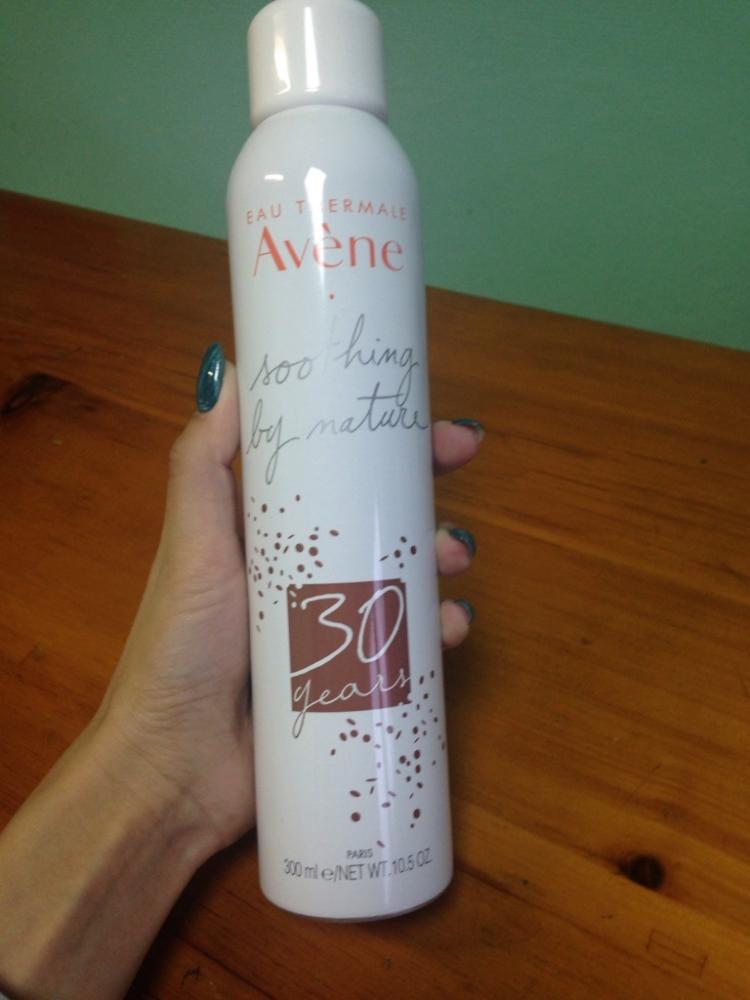 EAU THERMALE
Avène
soothing
by nature
30
years
PARIS
300 ml e/NET WT. 10.5 OZ.